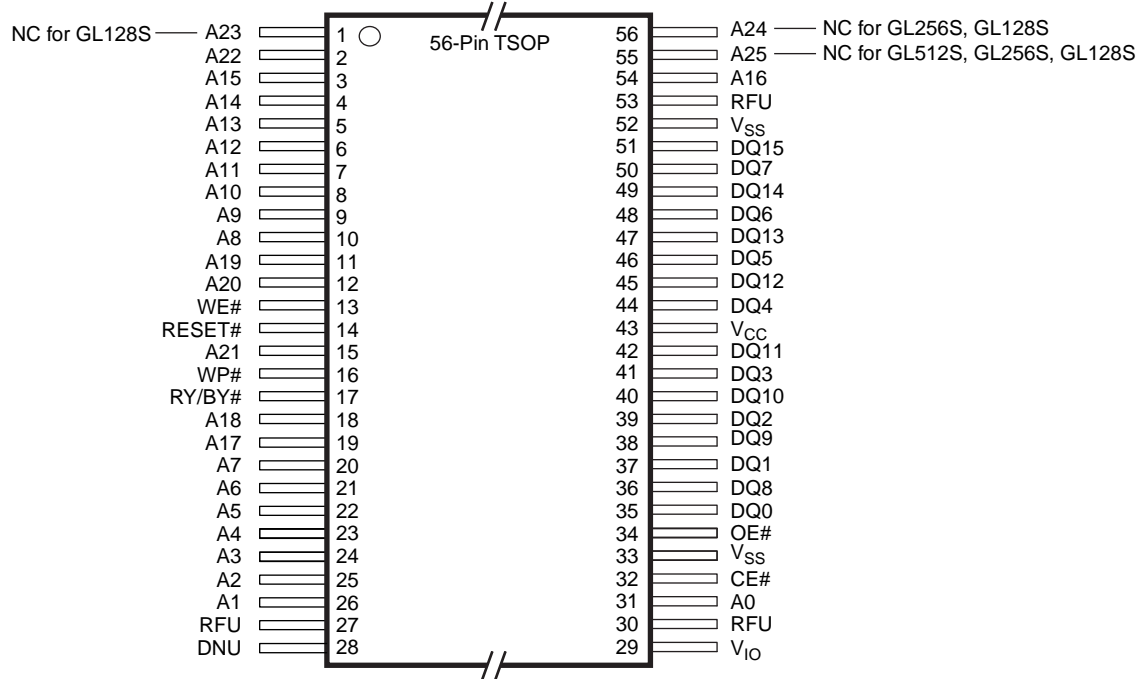 56-Pin TSOP
NC for GL128S A23 1
A22 2
A15 3
A14 4
A13 5
A12 6
A11 7
A10 8
A9 9
A8 10
A19 11
A20 12
WE# 13
RESET# 14
A21 15
WP# 16
RY/BY# 17
A18 18
A17 19
A7 20
A6 21
A5 22
A4 23
A3 24
A2 25
A1 26
RFU 27
DNU 28
56 A24 NC for GL256S, GL128S
55 A25 NC for GL512S, GL256S, GL128S
54 A16
53 RFU
52 VSS
51 DQ15
50 DQ7
49 DQ14
48 DQ6
47 DQ13
46 DQ5
45 DQ12
44 DQ4
43 VCC
42 DQ11
41 DQ3
40 DQ10
39 DQ2
38 DQ9
37 DQ1
36 DQ8
35 DQ0
34 OE#
33 VSS
32 CE#
31 A0
30 RFU
29 VIO